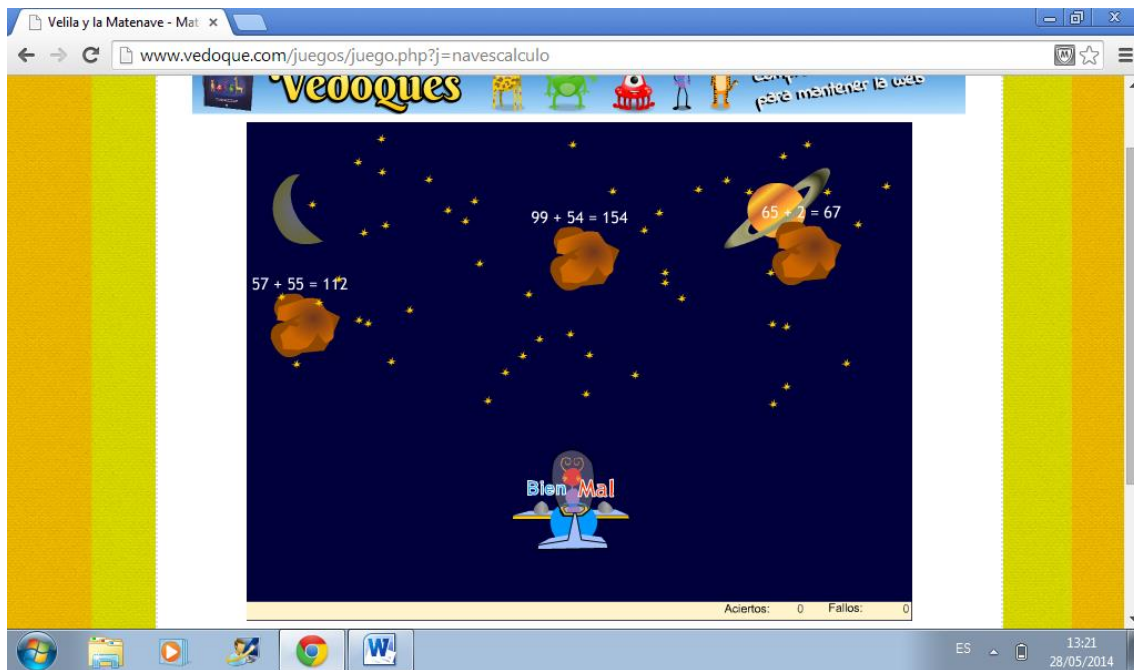 Velila y la Matenave - Mat
www.vedoque.com/juegos/juego.php?j=navescalculo
Vedoques
para mantener la web
99 + 54 = 154
65 + 2 = 67
57 + 55 = 112
Bien Mal
Aciertos: 0 Fallos: 0
ES
13:21
28/05/2014